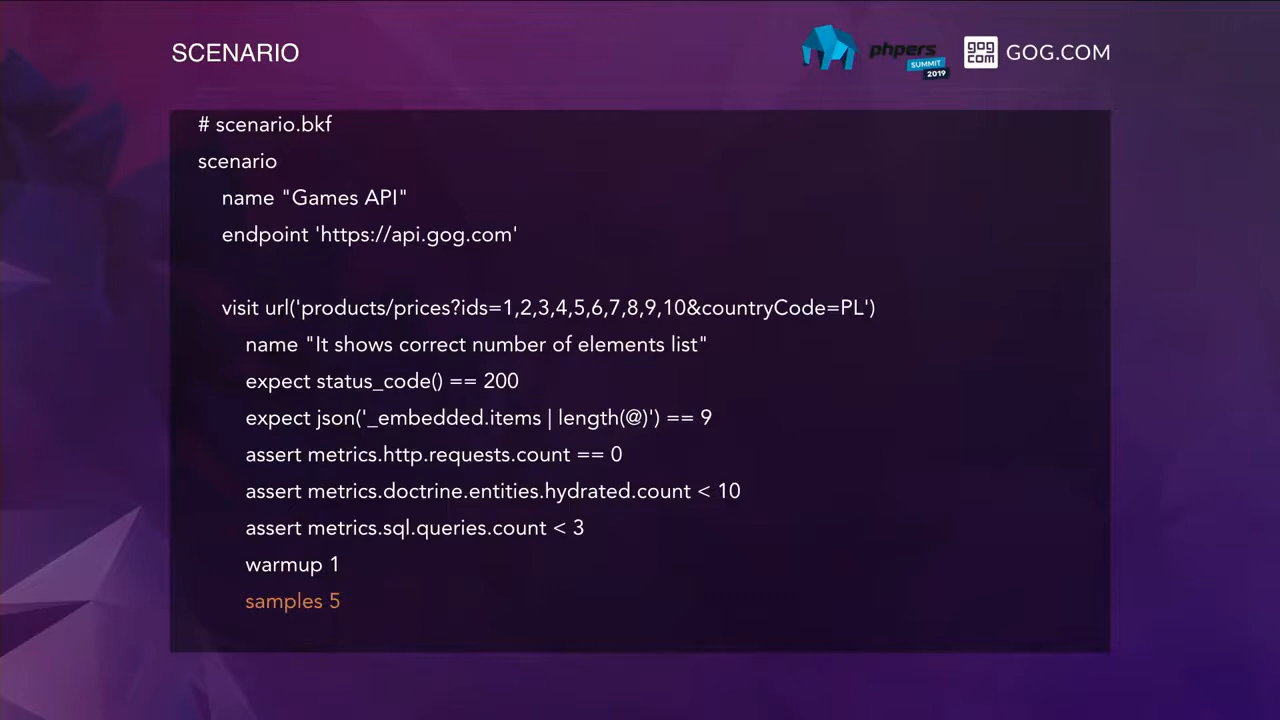 SCENARIO
phpers
SUMMIT
2019
gog
com
GOG.COM
# scenario.bkf
scenario
name "Games API"
endpoint 'https://api.gog.com'
visit url('products/prices?ids=1,2,3,4,5,6,7,8,9,10&countryCode=PL')
name "It shows correct number of elements list"
expect status_code() == 200
expect json('_embedded.items | length(@)') == 9
assert metrics.http.requests.count == 0
assert metrics.doctrine.entities.hydrated.count < 10
assert metrics.sql.queries.count < 3
warmup 1
samples 5